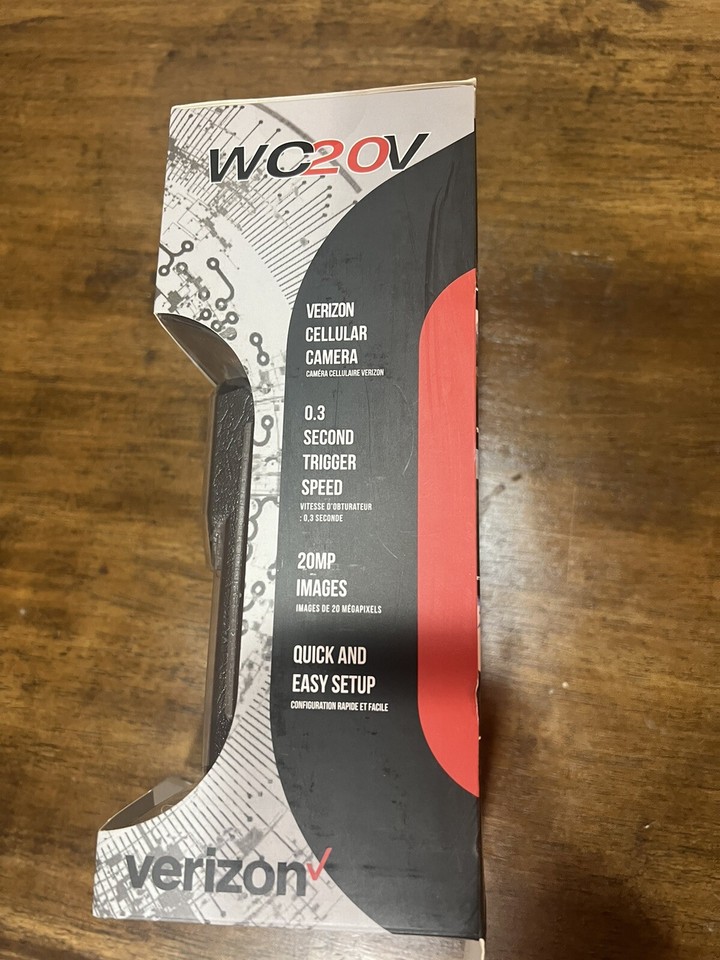 WC20V
VERIZON
CELLULAR
CAMERA
CAMÉRA CELLULAIRE VERIZON
0.3
SECOND
TRIGGER
SPEED
VITESSE D'OBTURATEUR
: 0,3 SECONDE
20MP
IMAGES
IMAGES DE 20 MÉGAPIXELS
QUICK AND
EASY SETUP
CONFIGURATION RAPIDE ET FACILE
verizon✓